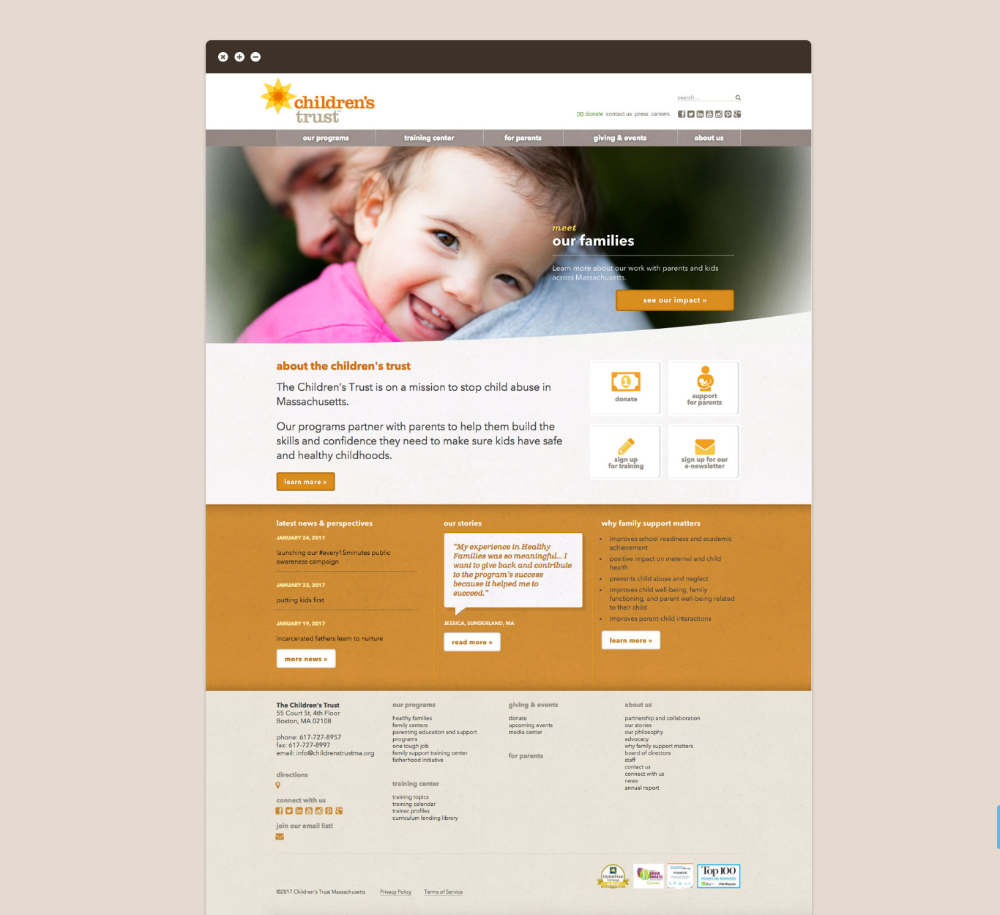 children's
trust™
search...
donate contact us press careers
our programs training center for parents giving & events about us
meet
our families
Learn more about our work with parents and kids
across Massachusetts.
see our impact »
about the children's trust
The Children's Trust is on a mission to stop child abuse in
Massachusetts.
Our programs partner with parents to help them build the
skills and confidence they need to make sure kids have safe
and healthy childhoods.
learn more »
donate
support
for parents
sign up
for training
sign up for our
e-newsletter
latest news & perspectives
JANUARY 24, 2017
launching our #every15minutes public
awareness campaign
JANUARY 23, 2017
putting kids first
JANUARY 19, 2017
incarcerated fathers learn to nurture
more news »
our stories
"My experience in Healthy
Families was so meaningful... I
want to give back and contribute
to the program's success
because it helped me to
succeed."
JESSICA, SUNDERLAND, MA
read more »
why family support matters
• improves school readiness and academic
achievement
• positive impact on maternal and child
health
• prevents child abuse and neglect
• improves child well-being, family
functioning, and parent well-being related
to their child
• improves parent-child interactions
learn more »
The Children's Trust
55 Court St, 4th Floor
Boston, MA 02108
phone: 617-727-8957
fax: 617-727-8997
email: info@childrenstrustma.org
directions
connect with us
join our email list!
our programs
healthy families
family centers
parenting education and support
programs
one tough job
family support training center
fatherhood initiative
training center
training topics
training calendar
trainer profiles
curriculum lending library
giving & events
donate
upcoming events
media center
for parents
about us
partnership and collaboration
our stories
our philosophy
advocacy
why family support matters
board of directors
staff
contact us
connect with us
news
annual report
©2017 Children's Trust Massachusetts Privacy Policy Terms of Service
GuideStar
Exchange
GOLD
BRAVA
AWARDS
PIONEER
Top 100
WOMEN-LED BUSINESSES